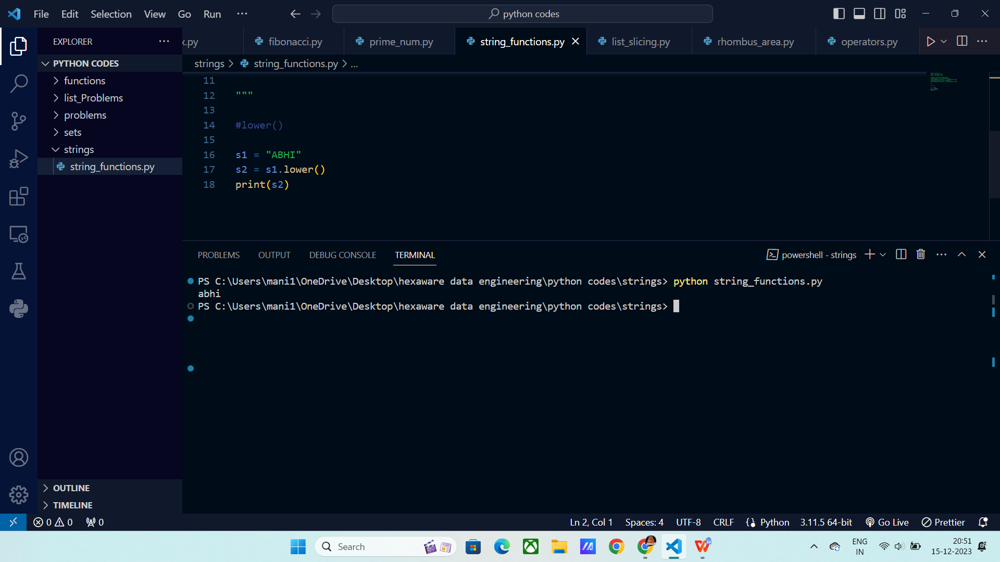 File Edit Selection View Go Run ...
python codes
EXPLORER ...
x.py fibonacci.py prime_num.py string_functions.py list_slicing.py rhombus_area.py operators.py
PYTHON CODES
functions
list_Problems
problems
sets
strings
string_functions.py
OUTLINE
TIMELINE
strings > string_functions.py > ...
11
12 """
13
14 #lower()
15
16 s1 = "ABHI"
17 s2 = s1.lower()
18 print(s2)
PROBLEMS OUTPUT DEBUG CONSOLE TERMINAL powershell - strings
PS C:\Users\mani1\OneDrive\Desktop\hexaware data engineering\python codes\strings> python string_functions.py
abhi
PS C:\Users\mani1\OneDrive\Desktop\hexaware data engineering\python codes\strings>
0 0 0 Ln 2, Col 1 Spaces: 4 UTF-8 CRLF Python 3.11.5 64-bit Go Live Prettier
Search
ENG
IN
20:51
15-12-2023